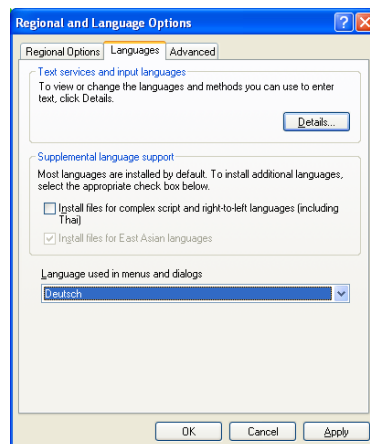 Regional and Language Options
Regional Options Languages Advanced
Text services and input languages
To view or change the languages and methods you can use to enter
text, click Details.
Details...
Supplemental language support
Most languages are installed by default. To install additional languages,
select the appropriate check box below.
Install files for complex script and right-to-left languages (including
Thai)
Install files for East Asian languages
Language used in menus and dialogs
Deutsch
OK Cancel Apply